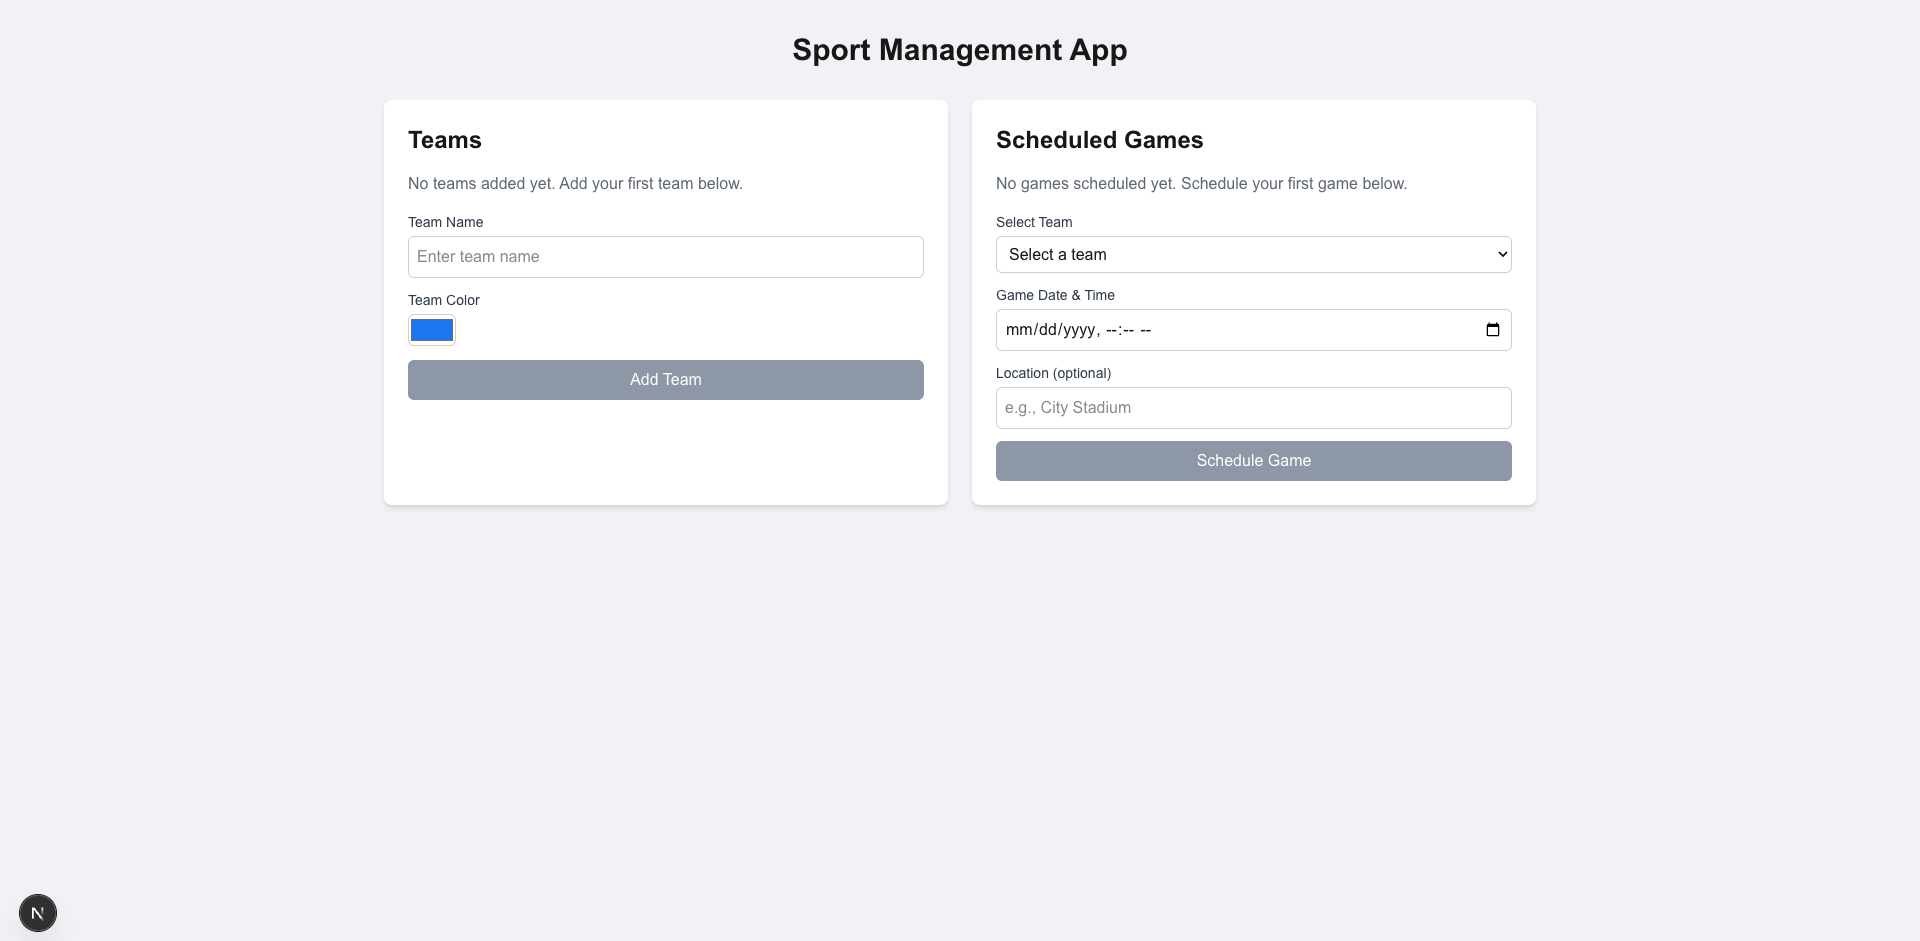 Sport Management App
Teams
No teams added yet. Add your first team below.
Team Name
Enter team name
Team Color
Add Team
Scheduled Games
No games scheduled yet. Schedule your first game below.
Select Team
Select a team
Game Date & Time
mm/dd/yyyy, --:-- --
Location (optional)
e.g., City Stadium
Schedule Game
N